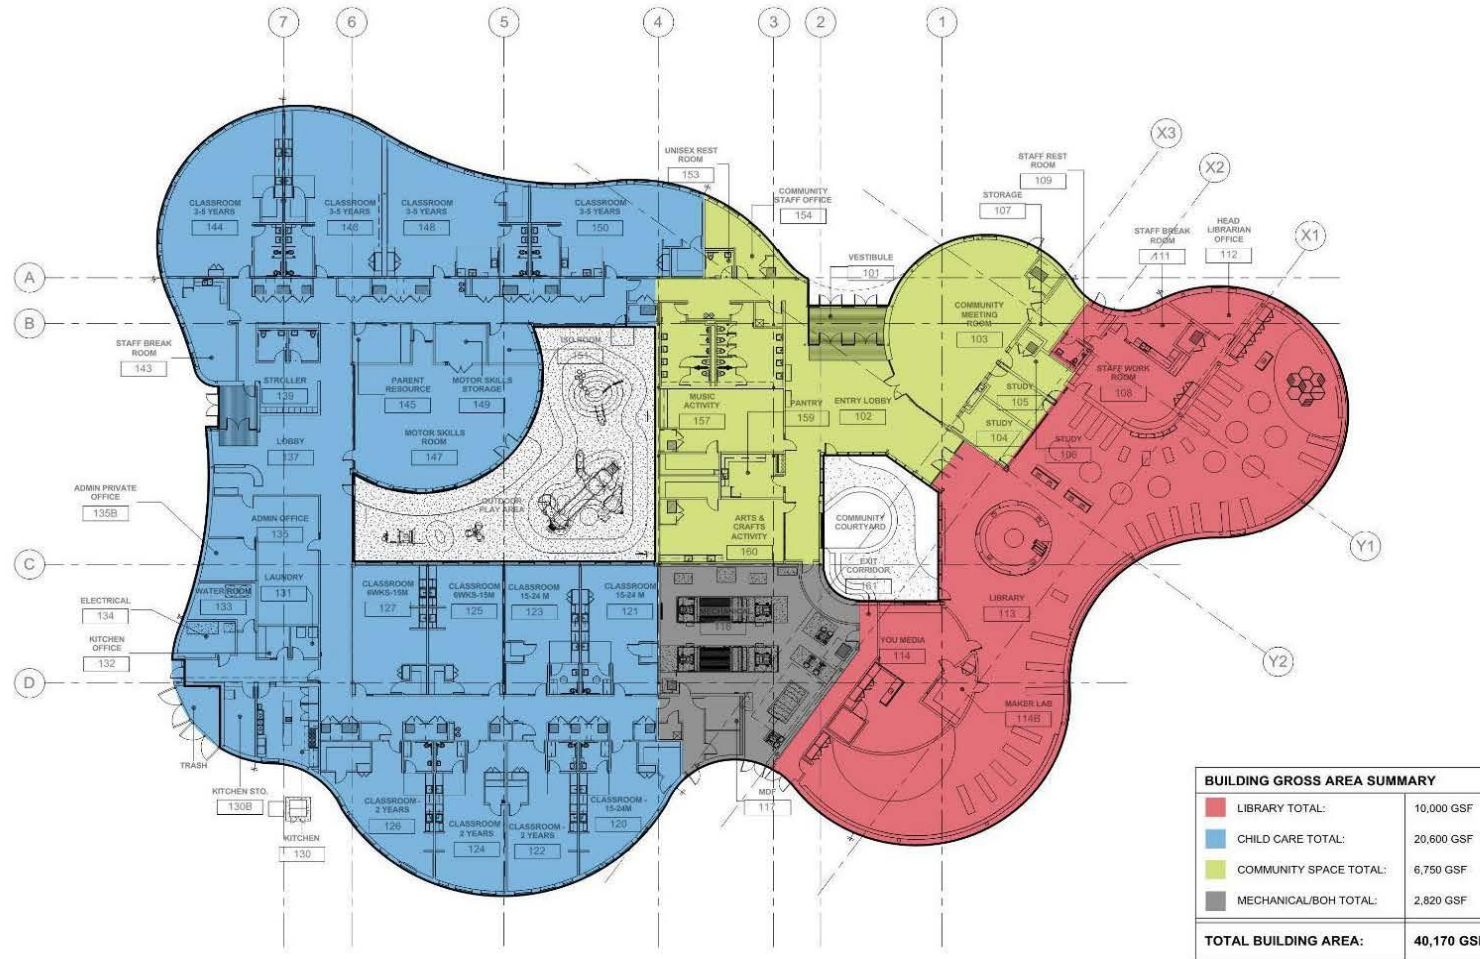 7
6
5
4
3
2
1
X3
X2
X1
Y1
Y2
A
B
C
D
UNISEX REST
ROOM
153
COMMUNITY
STAFF OFFICE
154
VESTIBULE
101
STAFF REST
ROOM
109
STORAGE
107
STAFF BREAK
ROOM
111
HEAD
LIBRARIAN
OFFICE
112
CLASSROOM
3-5 YEARS
144
CLASSROOM
3-5 YEARS
146
CLASSROOM
3-5 YEARS
148
CLASSROOM
3-5 YEARS
150
COMMUNITY
MEETING
ROOM
103
STAFF BREAK
ROOM
143
STROLLER
139
PARENT
RESOURCE
145
MOTOR SKILLS
STORAGE
149
ISO ROOM
151
MOTOR SKILLS
ROOM
147
MUSIC
ACTIVITY
157
PANTRY
159
ENTRY LOBBY
102
STUDY
105
STUDY
104
STUDY
106
STAFF WORK
ROOM
108
LOBBY
137
ADMIN PRIVATE
OFFICE
135B
ADMIN OFFICE
135
OUTDOOR
PLAY AREA
ARTS &
CRAFTS
ACTIVITY
160
COMMUNITY
COURTYARD
EXIT
CORRIDOR
161
LAUNDRY
131
WATER ROOM
133
ELECTRICAL
134
KITCHEN
OFFICE
132
CLASSROOM
6WKS-15M
127
CLASSROOM
6WKS-15M
125
CLASSROOM
15-24 M
123
CLASSROOM
15-24 M
121
MECHANICAL
116
YOU MEDIA
114
LIBRARY
113
MAKER LAB
114B
TRASH
KITCHEN STO.
130B
KITCHEN
130
CLASSROOM -
2 YEARS
126
CLASSROOM -
2 YEARS
124
CLASSROOM -
2 YEARS
122
CLASSROOM -
15-24M
120
MDF
117
BUILDING GROSS AREA SUMMARY
LIBRARY TOTAL: 10,000 GSF
CHILD CARE TOTAL: 20,600 GSF
COMMUNITY SPACE TOTAL: 6,750 GSF
MECHANICAL/BOH TOTAL: 2,820 GSF
TOTAL BUILDING AREA: 40,170 GSF